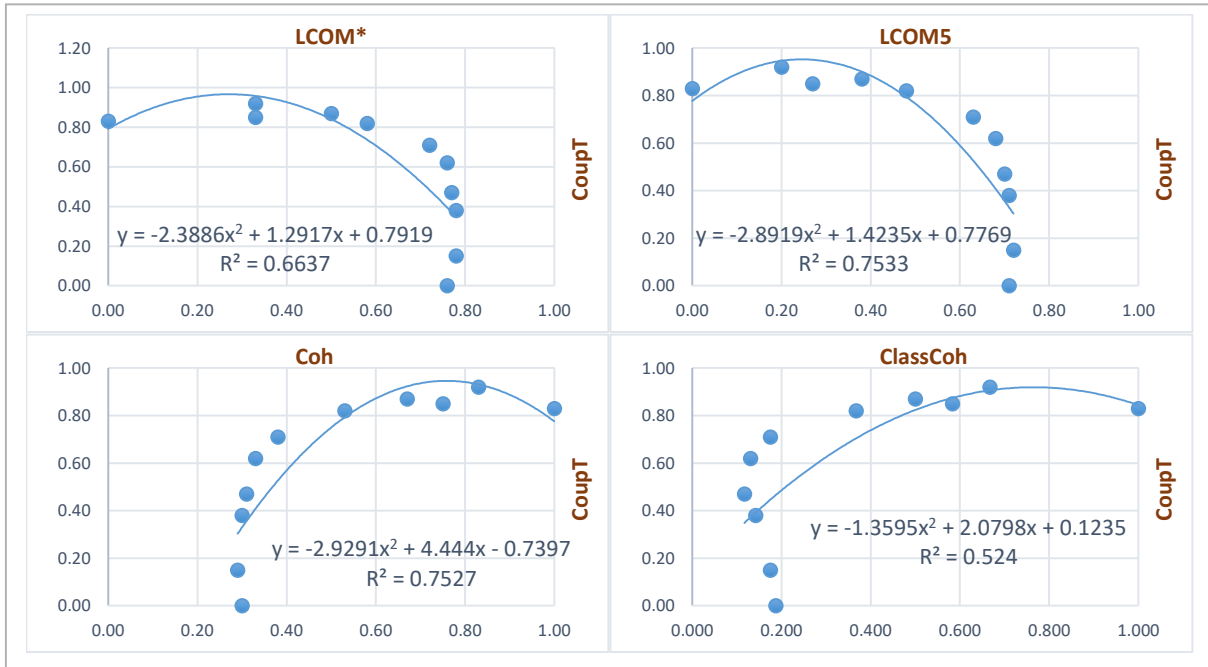 LCOM*
1.20
1.00
0.80
0.60
0.40
0.20
0.00
y = -2.3886x² + 1.2917x + 0.7919
R² = 0.6637
0.00 0.20 0.40 0.60 0.80 1.00
CoupT
LCOM5
1.00
0.80
0.60
0.40
0.20
0.00
y = -2.8919x² + 1.4235x + 0.7769
R² = 0.7533
0.00 0.20 0.40 0.60 0.80 1.00
CoupT
Coh
1.00
0.80
0.60
0.40
0.20
0.00
y = -2.9291x² + 4.444x - 0.7397
R² = 0.7527
0.00 0.20 0.40 0.60 0.80 1.00
CoupT
ClassCoh
1.00
0.80
0.60
0.40
0.20
0.00
y = -1.3595x² + 2.0798x + 0.1235
R² = 0.524
0.000 0.200 0.400 0.600 0.800 1.000
CoupT